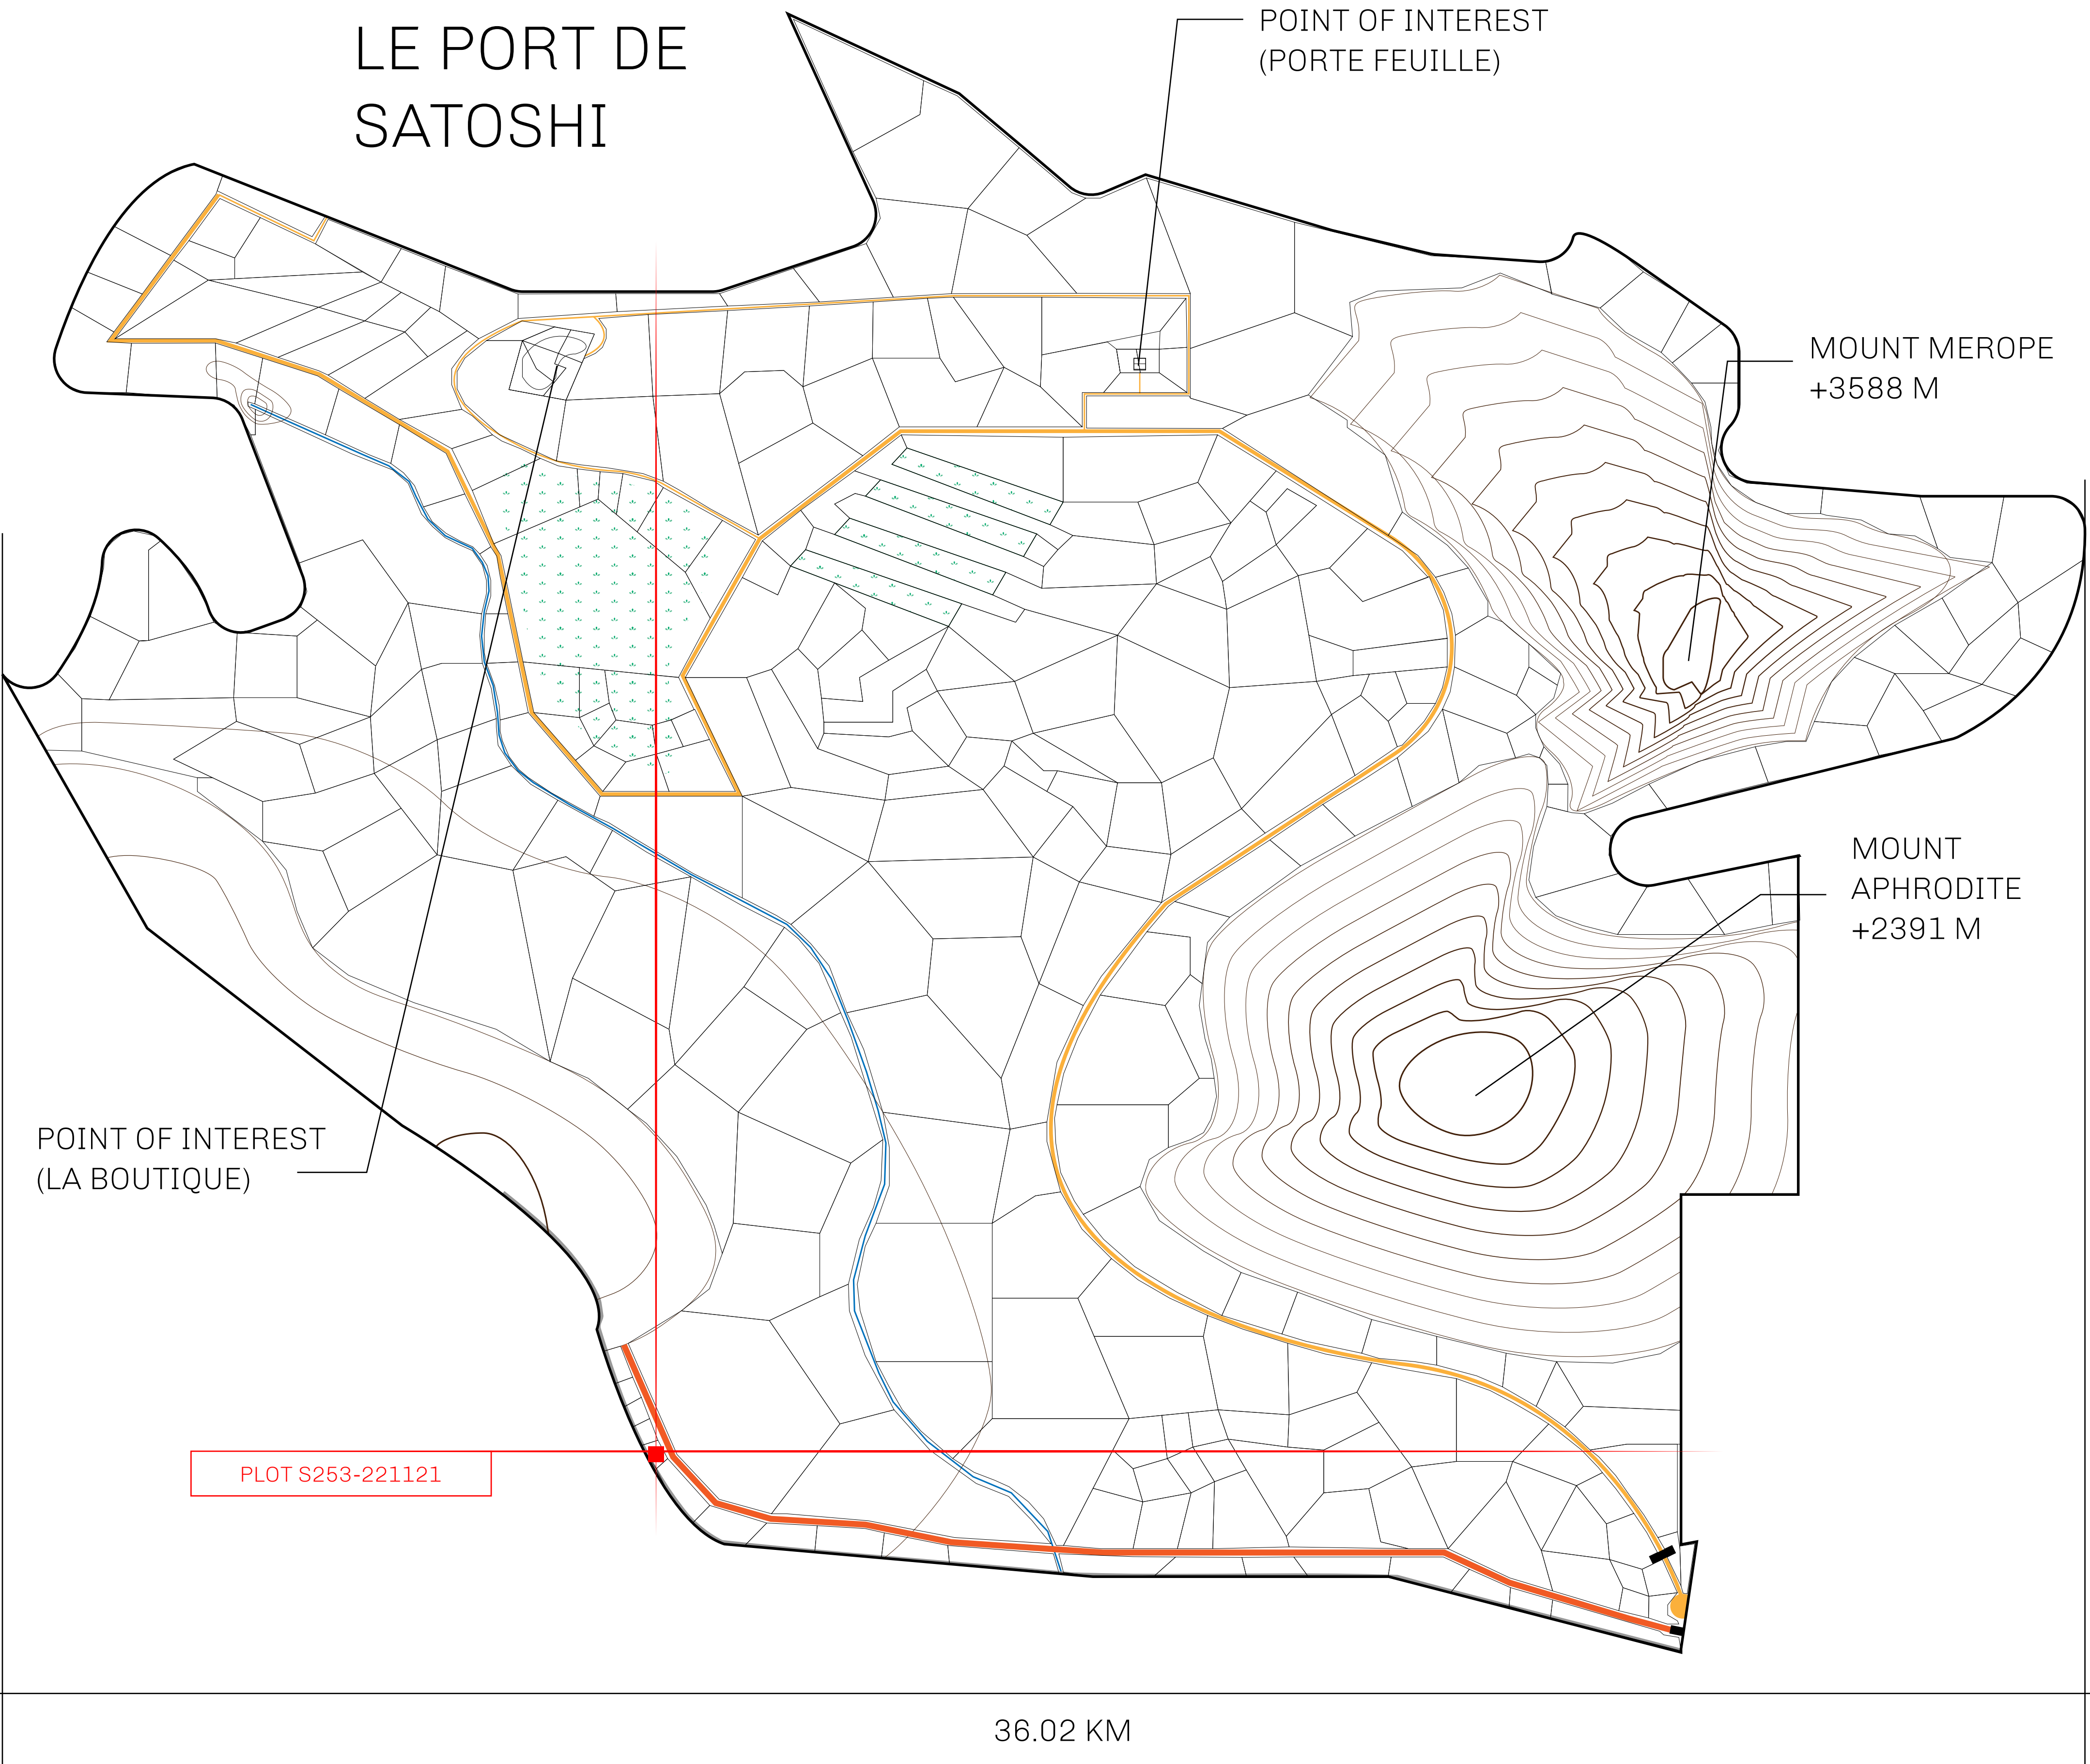 LE PORT DE
SATOSHI
POINT OF INTEREST
(PORTE FEUILLE)
MOUNT MEROPE
+3588 M
MOUNT
APHRODITE
+2391 M
POINT OF INTEREST
(LA BOUTIQUE)
PLOT S253-221121
36.02 KM